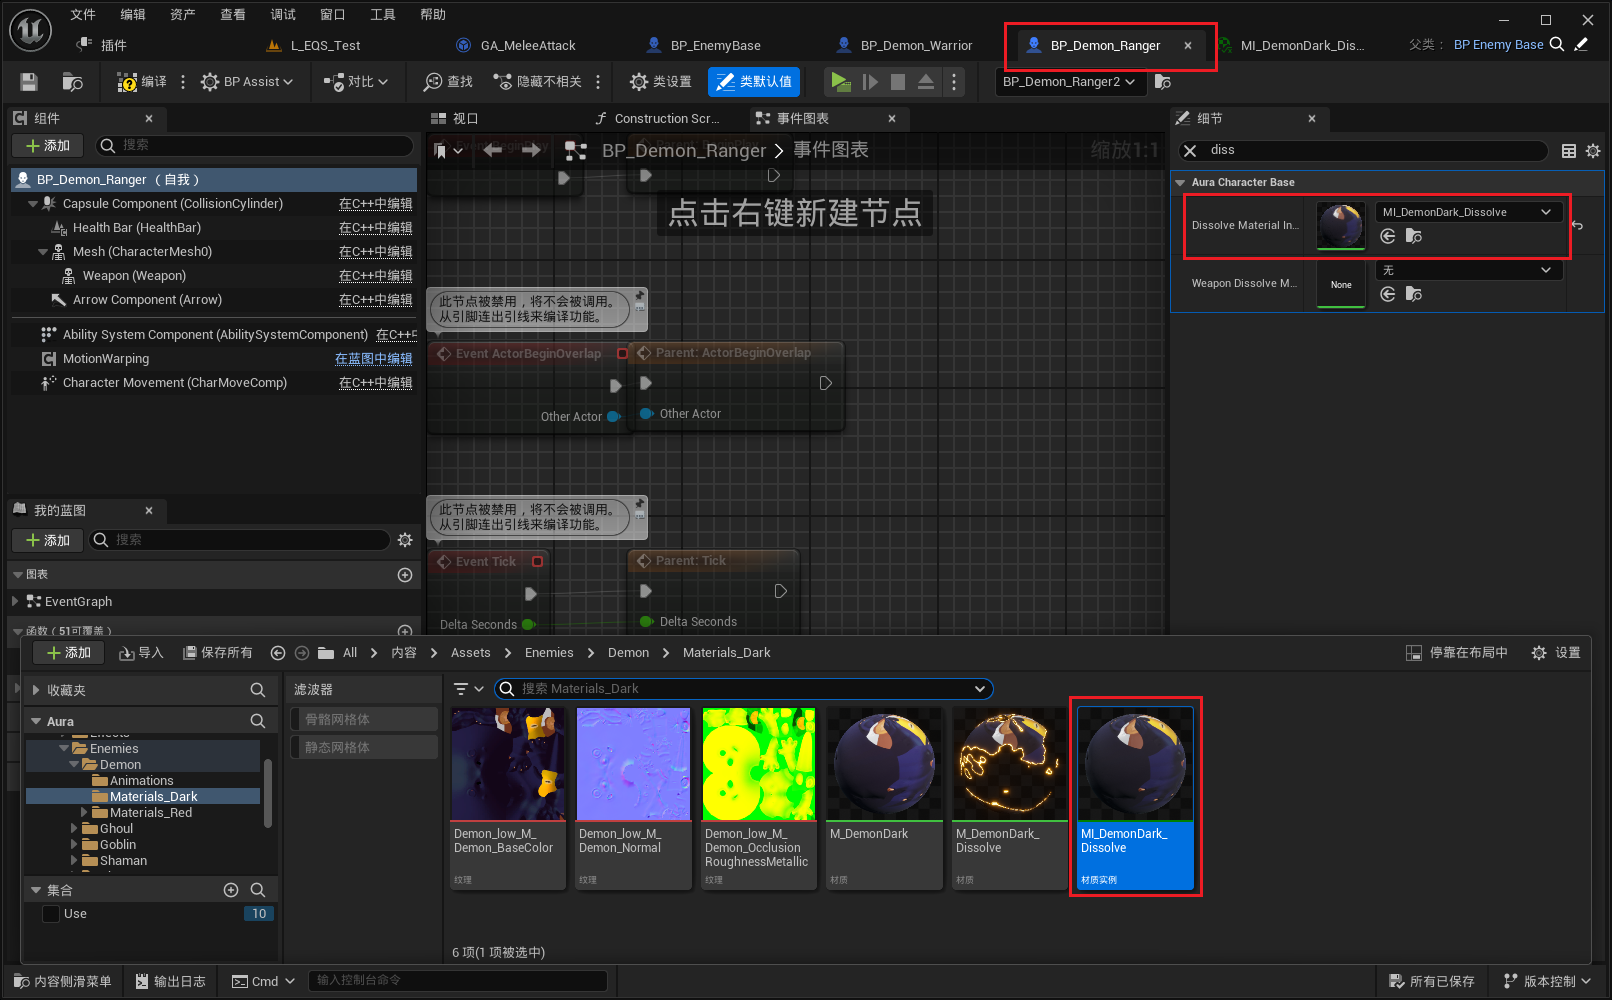 文件
编辑
资产
查看
调试
窗口
工具
帮助
插件
L_EQS_Test
GA_MeleeAttack
BP_EnemyBase
BP_Demon_Warrior
BP_Demon_Ranger
MI_DemonDark_Dis...
父类：
BP Enemy Base
编译
BP Assist
对比
查找
隐藏不相关
类设置
类默认值
BP_Demon_Ranger2
组件
添加
搜索
BP_Demon_Ranger （自我）
Capsule Component (CollisionCylinder)
在C++中编辑
Health Bar (HealthBar)
在C++中编辑
Mesh (CharacterMesh0)
在C++中编辑
Weapon (Weapon)
在C++中编辑
Arrow Component (Arrow)
在C++中编辑
Ability System Component (AbilitySystemComponent)
在C++中
MotionWarping
在蓝图中编辑
Character Movement (CharMoveComp)
在C++中编辑
我的蓝图
添加
搜索
图表
EventGraph
函数（51可覆盖）
视口
Construction Scr...
事件图表
BP_Demon_Ranger
事件图表
缩放1:1
点击右键新建节点
此节点被禁用，将不会被调用。
从引脚连出引线来编译功能。
Event ActorBeginOverlap
Parent: ActorBeginOverlap
Other Actor
Other Actor
此节点被禁用，将不会被调用。
从引脚连出引线来编译功能。
Event Tick
Parent: Tick
Delta Seconds
Delta Seconds
细节
diss
Aura Character Base
Dissolve Material In...
MI_DemonDark_Dissolve
Weapon Dissolve M...
None
无
添加
导入
保存所有
All
内容
Assets
Enemies
Demon
Materials_Dark
停靠在布局中
设置
收藏夹
Aura
Enemies
Demon
Animations
Materials_Dark
Materials_Red
Ghoul
Goblin
Shaman
集合
Use
10
滤波器
骨骼网格体
静态网格体
搜索 Materials_Dark
Demon_low_M_
Demon_BaseColor
纹理
Demon_low_M_
Demon_Normal
纹理
Demon_low_M_
Demon_Occlusion
RoughnessMetallic
纹理
M_DemonDark
材质
M_DemonDark_
Dissolve
材质
MI_DemonDark_
Dissolve
材质实例
6 项(1 项被选中)
内容侧滑菜单
输出日志
Cmd
输入控制台命令
所有已保存
版本控制